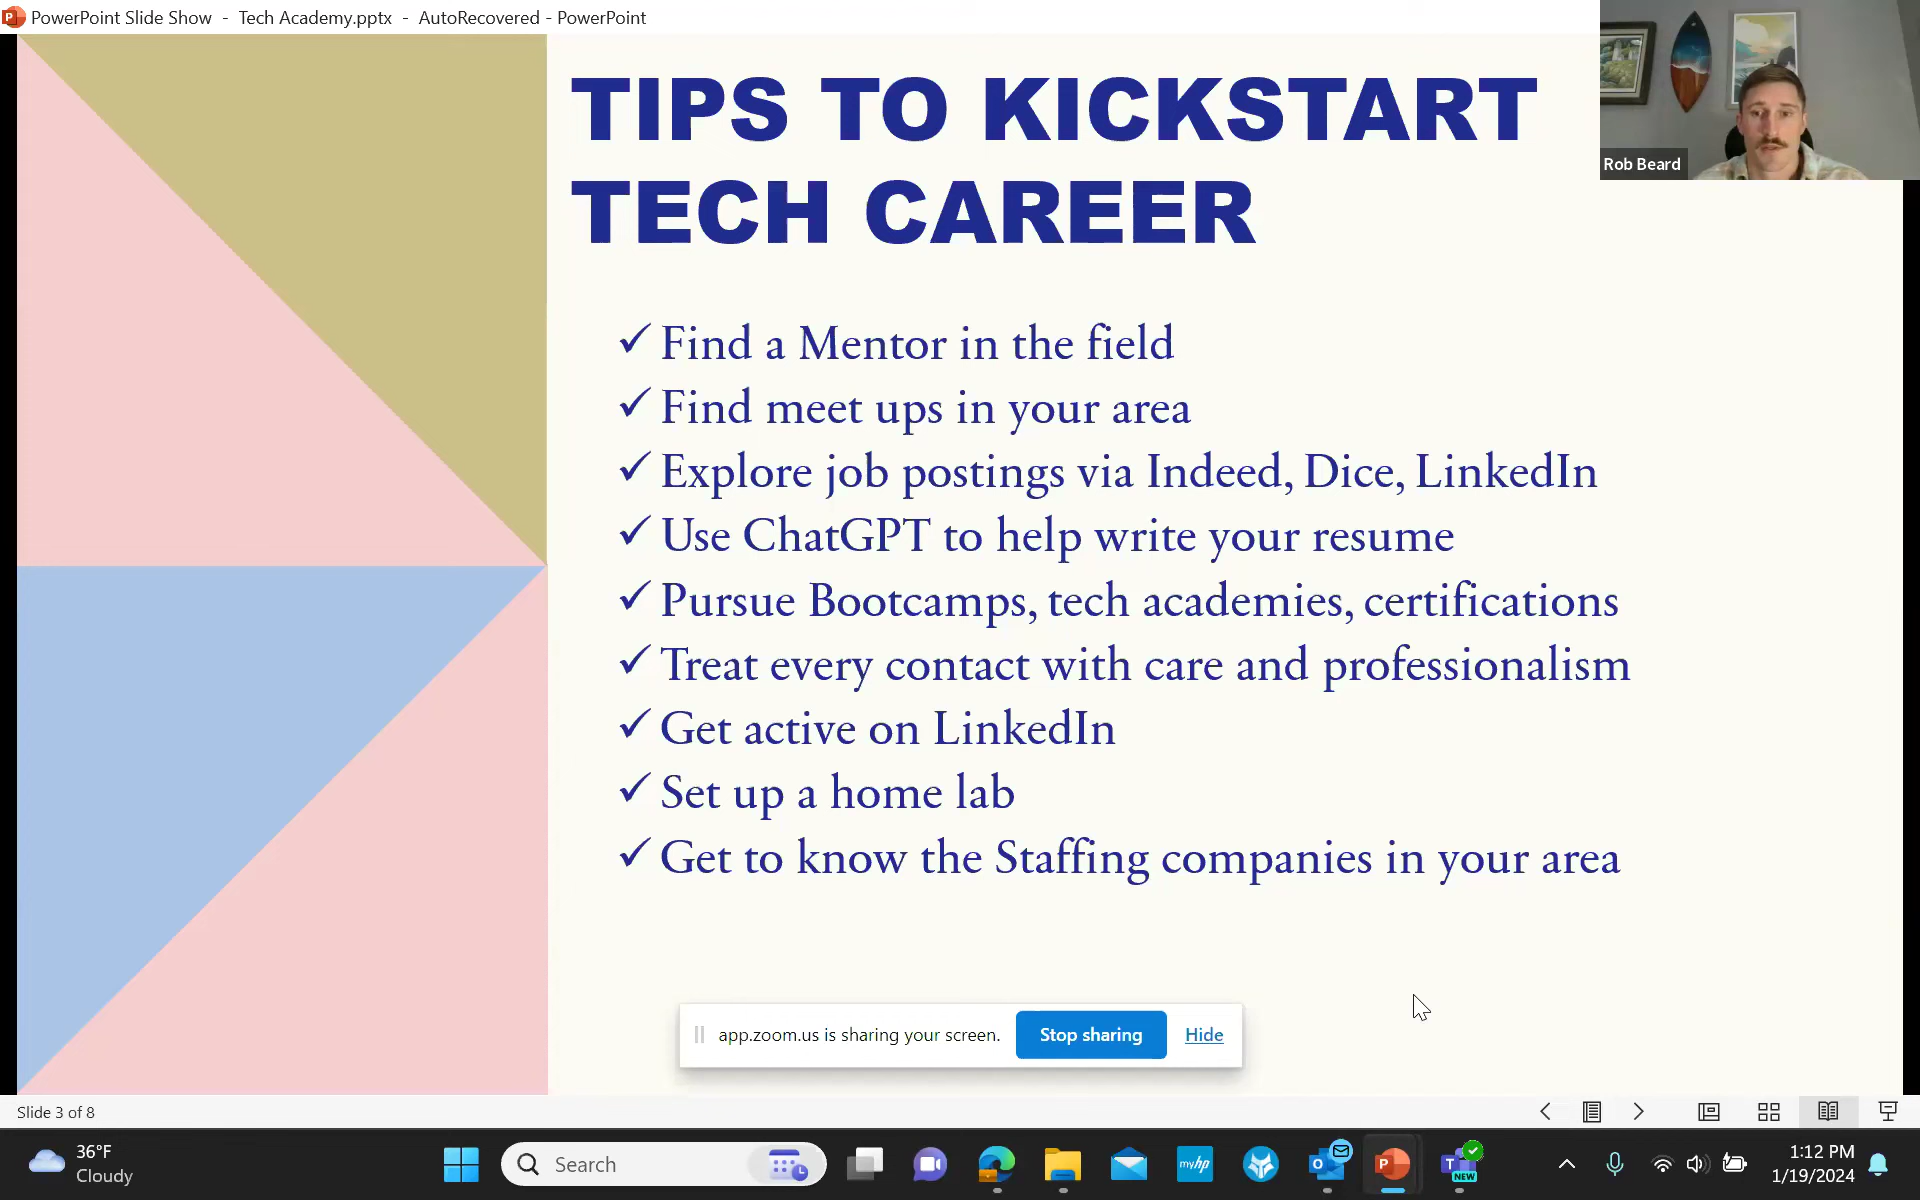 PowerPoint Slide Show - Tech Academy.pptx - AutoRecovered - PowerPoint
TIPS TO KICKSTART
TECH CAREER
Rob Beard
✓ Find a Mentor in the field
✓ Find meet ups in your area
✓ Explore job postings via Indeed, Dice, LinkedIn
✓ Use ChatGPT to help write your resume
✓ Pursue Bootcamps, tech academies, certifications
✓ Treat every contact with care and professionalism
✓ Get active on LinkedIn
✓ Set up a home lab
✓ Get to know the Staffing companies in your area
app.zoom.us is sharing your screen. Stop sharing Hide
Slide 3 of 8
36°F
Cloudy
Search
myhp
NEW
1:12 PM
1/19/2024